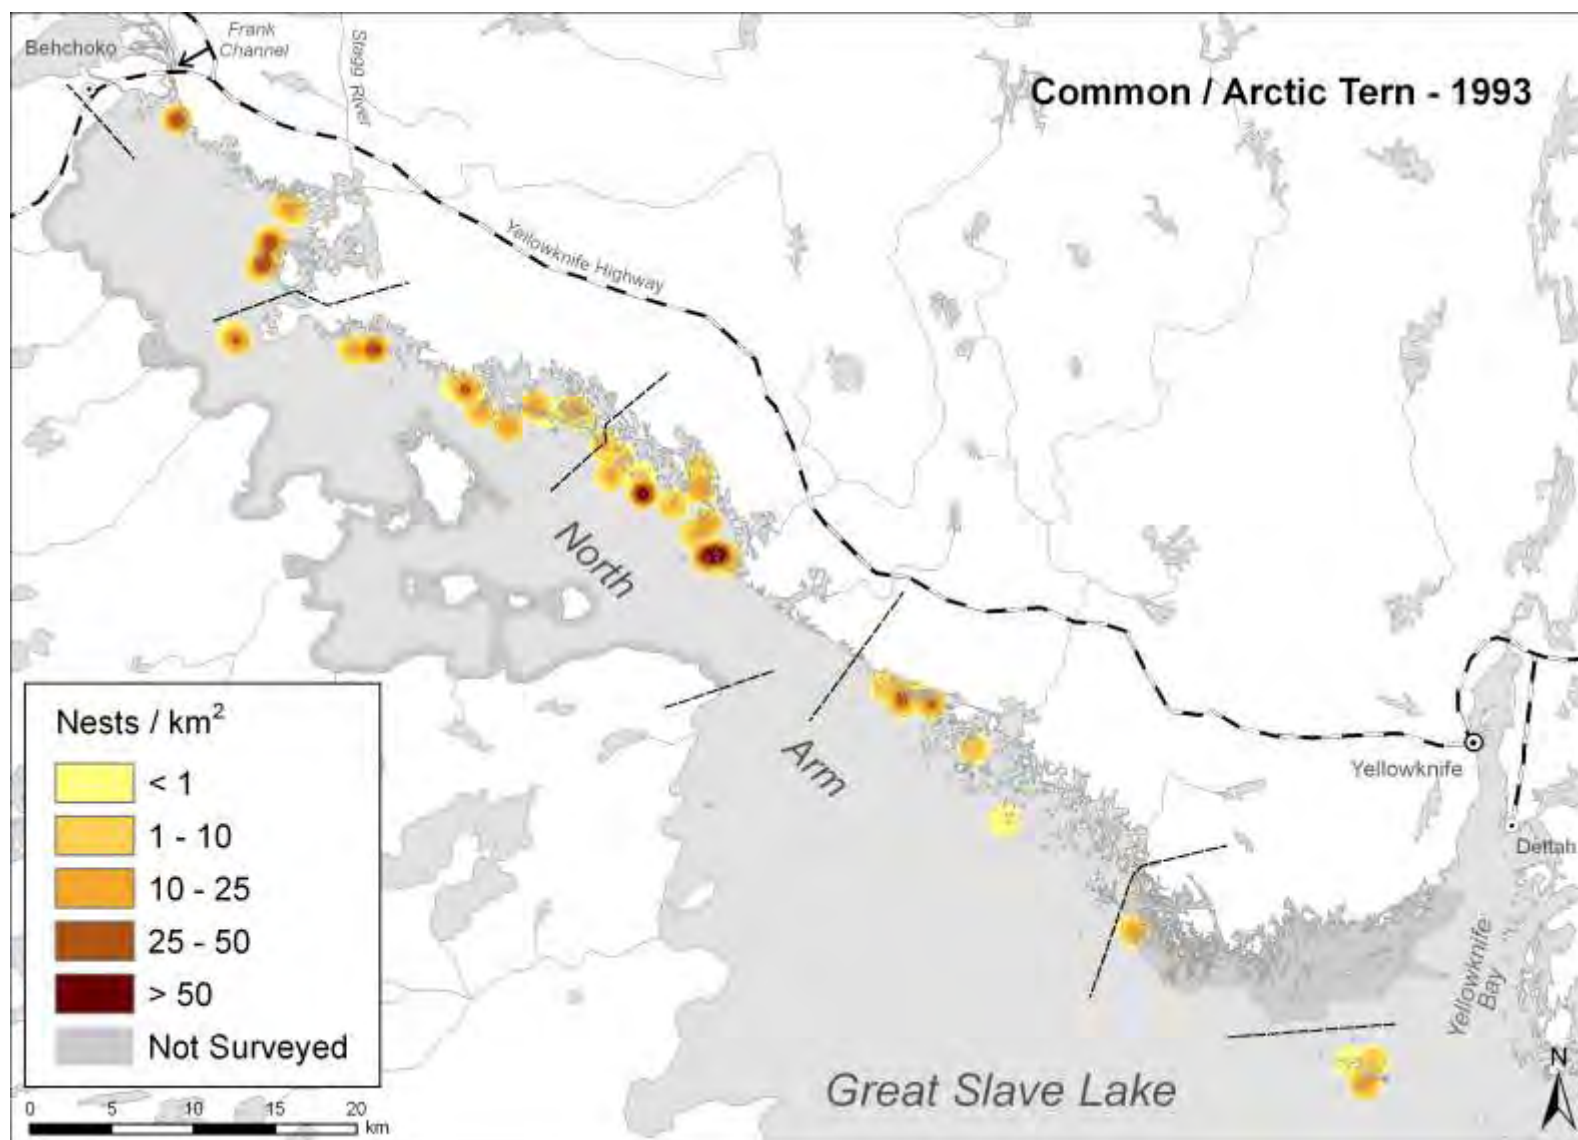 Behchoko
Frank
Channel
Stagg River
Common / Arctic Tern - 1993
Yellowknife Highway
North
Arm
Yellowknife
Dettah
Yellowknife
Bay
Great Slave Lake
Nests / km²
< 1
1 - 10
10 - 25
25 - 50
> 50
Not Surveyed
0 5 10 15 20
km
N